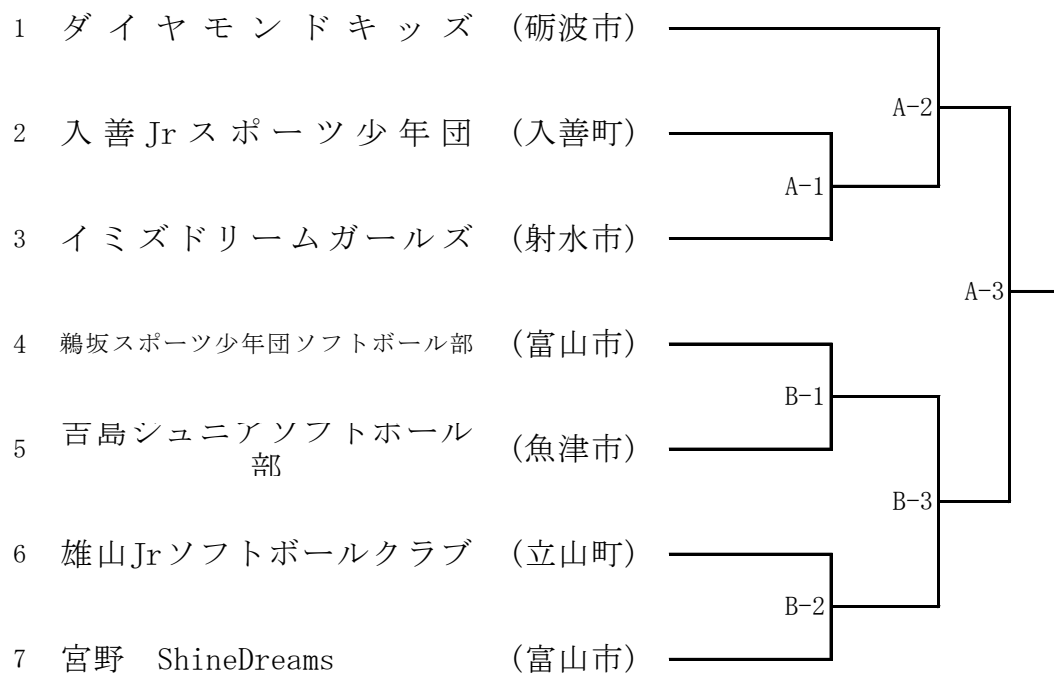 1 ダイヤモンドキッズ (砺波市)
A-2
2 入善Jrスポーツ少年団 (入善町)
A-1
3 イミズドリームガールズ (射水市)
A-3
4 鵜坂スポーツ少年団ソフトボール部 (富山市)
B-1
5 吉島ジュニアソフトボール (魚津市)
部
B-3
6 雄山Jrソフトボールクラブ (立山町)
B-2
7 宮野 ShineDreams (富山市)